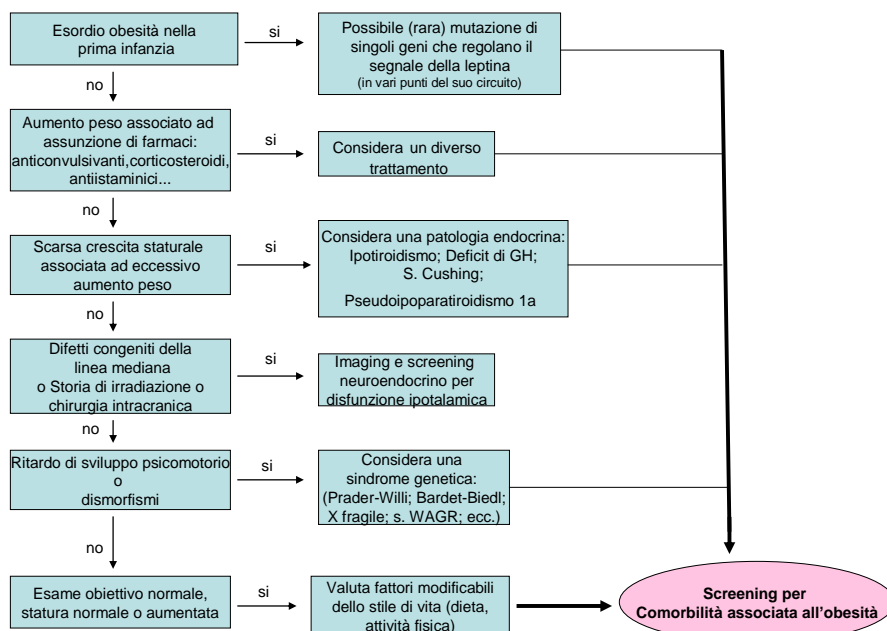 Esordio obesità nella
prima infanzia
si
Possibile (rara) mutazione di
singoli geni che regolano il
segnale della leptina
(in vari punti del suo circuito)
no
Aumento peso associato ad
assunzione di farmaci:
anticonvulsivanti,corticosteroidi,
antiistaminici...
si
Considera un diverso
trattamento
no
Scarsa crescita staturale
associata ad eccessivo
aumento peso
si
Considera una patologia endocrina:
Ipotiroidismo; Deficit di GH;
S. Cushing;
Pseudoipoparatiroidismo 1a
no
Difetti congeniti della
linea mediana
o Storia di irradiazione o
chirurgia intracranica
si
Imaging e screening
neuroendocrino per
disfunzione ipotalamica
no
Ritardo di sviluppo psicomotorio
o
dismorfismi
si
Considera una
sindrome genetica:
(Prader-Willi; Bardet-Biedl;
X fragile; s. WAGR; ecc.)
no
Esame obiettivo normale,
statura normale o aumentata
si
Valuta fattori modificabili
dello stile di vita (dieta,
attività fisica)
Screening per
Comorbilità associata all'obesità